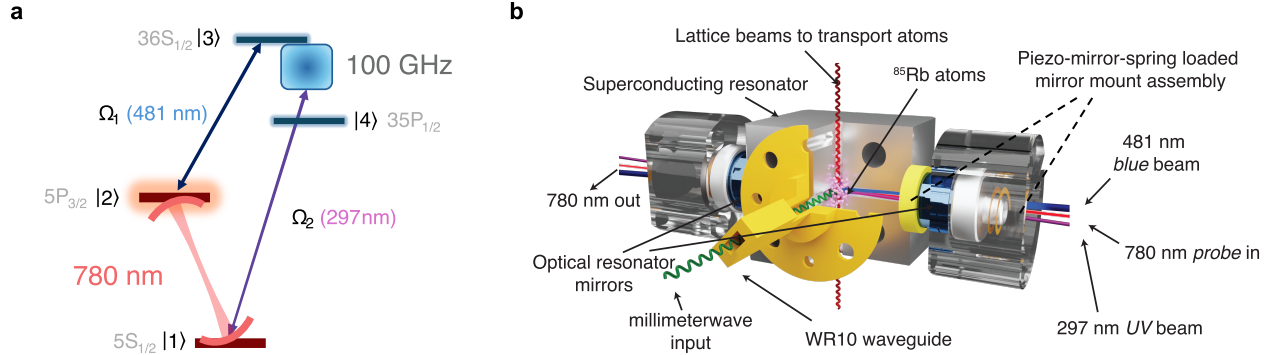 a
36S1/2 |3⟩
100 GHz
Ω1 (481 nm)
|4⟩ 35P1/2
5P3/2 |2⟩
Ω2 (297nm)
780 nm
5S1/2 |1⟩
b
Lattice beams to transport atoms
Superconducting resonator
85Rb atoms
Piezo-mirror-spring loaded
mirror mount assembly
481 nm
blue beam
780 nm out
780 nm probe in
Optical resonator
mirrors
millimeterwave
input
WR10 waveguide
297 nm UV beam